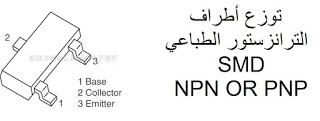 توزع أطراف
الترانزستور الطباعي
SMD
NPN OR PNP
2
3
1
1 Base
2 Collector
3 Emitter